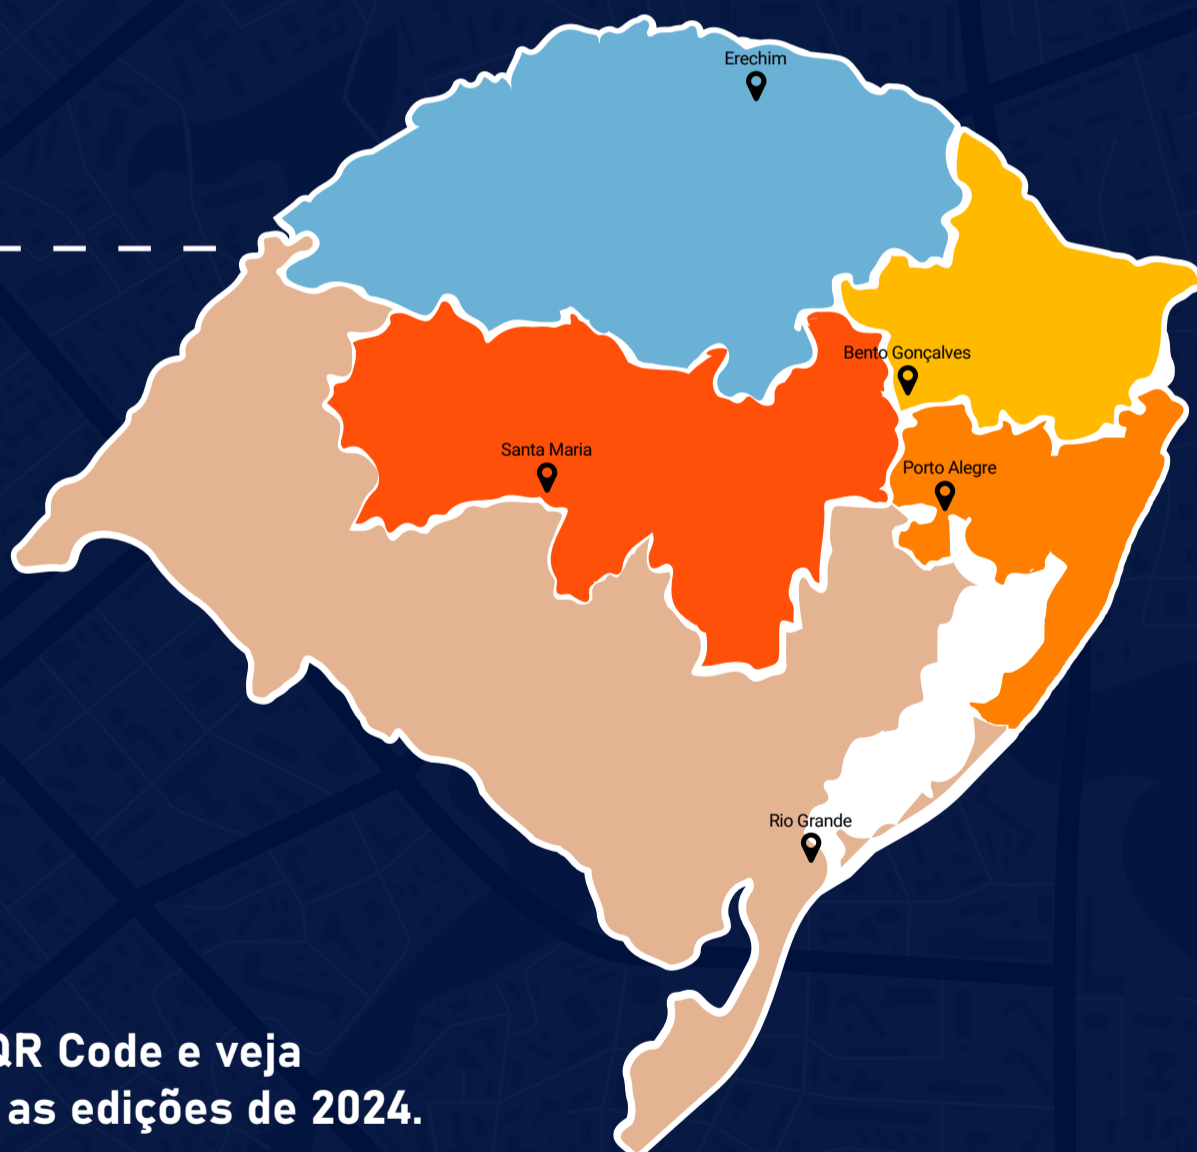 Erechim
Bento Gonçalves
Santa Maria
Porto Alegre
Rio Grande
QR Code e veja
as edições de 2024.